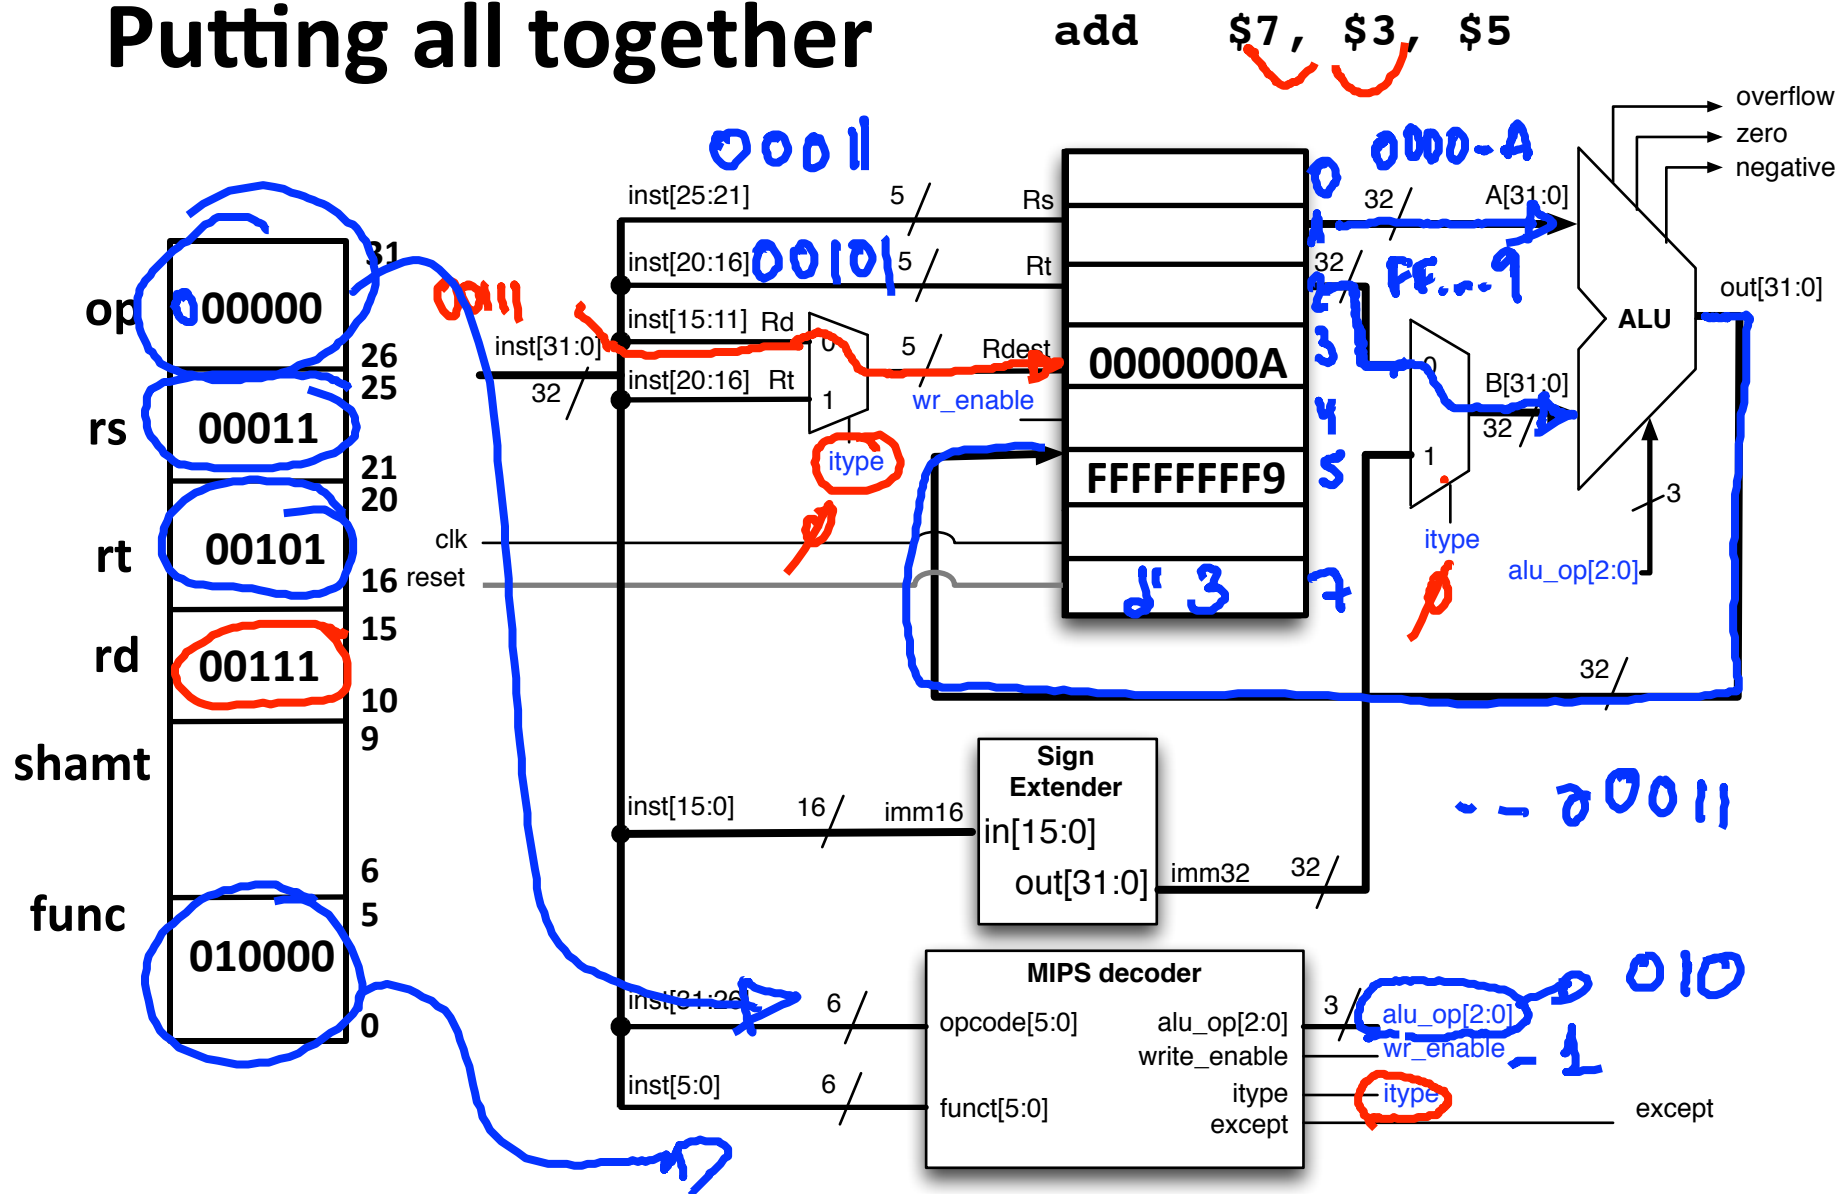 Putting all together
add $7, $3, $5
overflow
zero
negative
00011
0000-A
0
inst[25:21] 5 Rs
32 A[31:0]
1
31
op 000000
26
inst[20:16] 00101 5 Rt
32 FF...9
2
out[31:0]
00111
inst[31:0]
32
inst[15:11] Rd 0
5 Rdest
0000000A 3
0
ALU
inst[20:16] Rt 1
wr_enable
4
B[31:0]
32
25
rs 00011
21
itype
0
FFFFFFFF9 5
1
3
20
rt 00101
16
clk
reset
itype
0
alu_op[2:0]
3 7
15
rd 00111
10
32
9
shamt
6
Sign
Extender
inst[15:0] 16 imm16 in[15:0]
out[31:0] imm32 32
-- 00011
5
func 010000
0
MIPS decoder
inst[31:26] 6 opcode[5:0]
alu_op[2:0] 3 alu_op[2:0] 010
write_enable wr_enable - 1
inst[5:0] 6 funct[5:0]
itype itype
except except